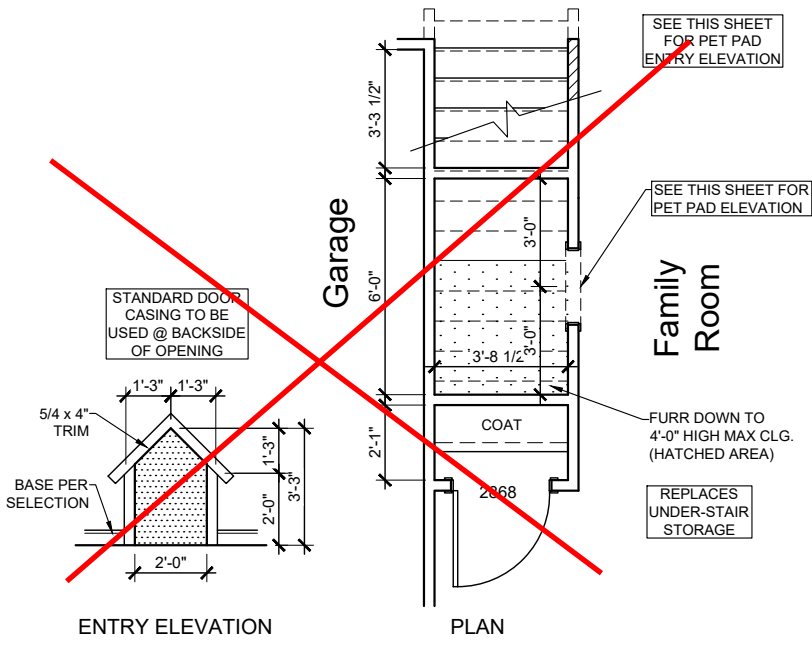 SEE THIS SHEET
FOR PET PAD
ENTRY ELEVATION
3'-3 1/2"
Garage
6'-0"
3'-0"
3'-0"
3'-8 1/2"
SEE THIS SHEET FOR
PET PAD ELEVATION
Family
Room
STANDARD DOOR
CASING TO BE
USED @ BACKSIDE
OF OPENING
1'-3"
1'-3"
5/4 x 4"
TRIM
1'-3"
3'-3"
2'-0"
BASE PER
SELECTION
2'-0"
COAT
2'-1"
2868
FURR DOWN TO
4'-0" HIGH MAX CLG.
(HATCHED AREA)
REPLACES
UNDER-STAIR
STORAGE
ENTRY ELEVATION
PLAN